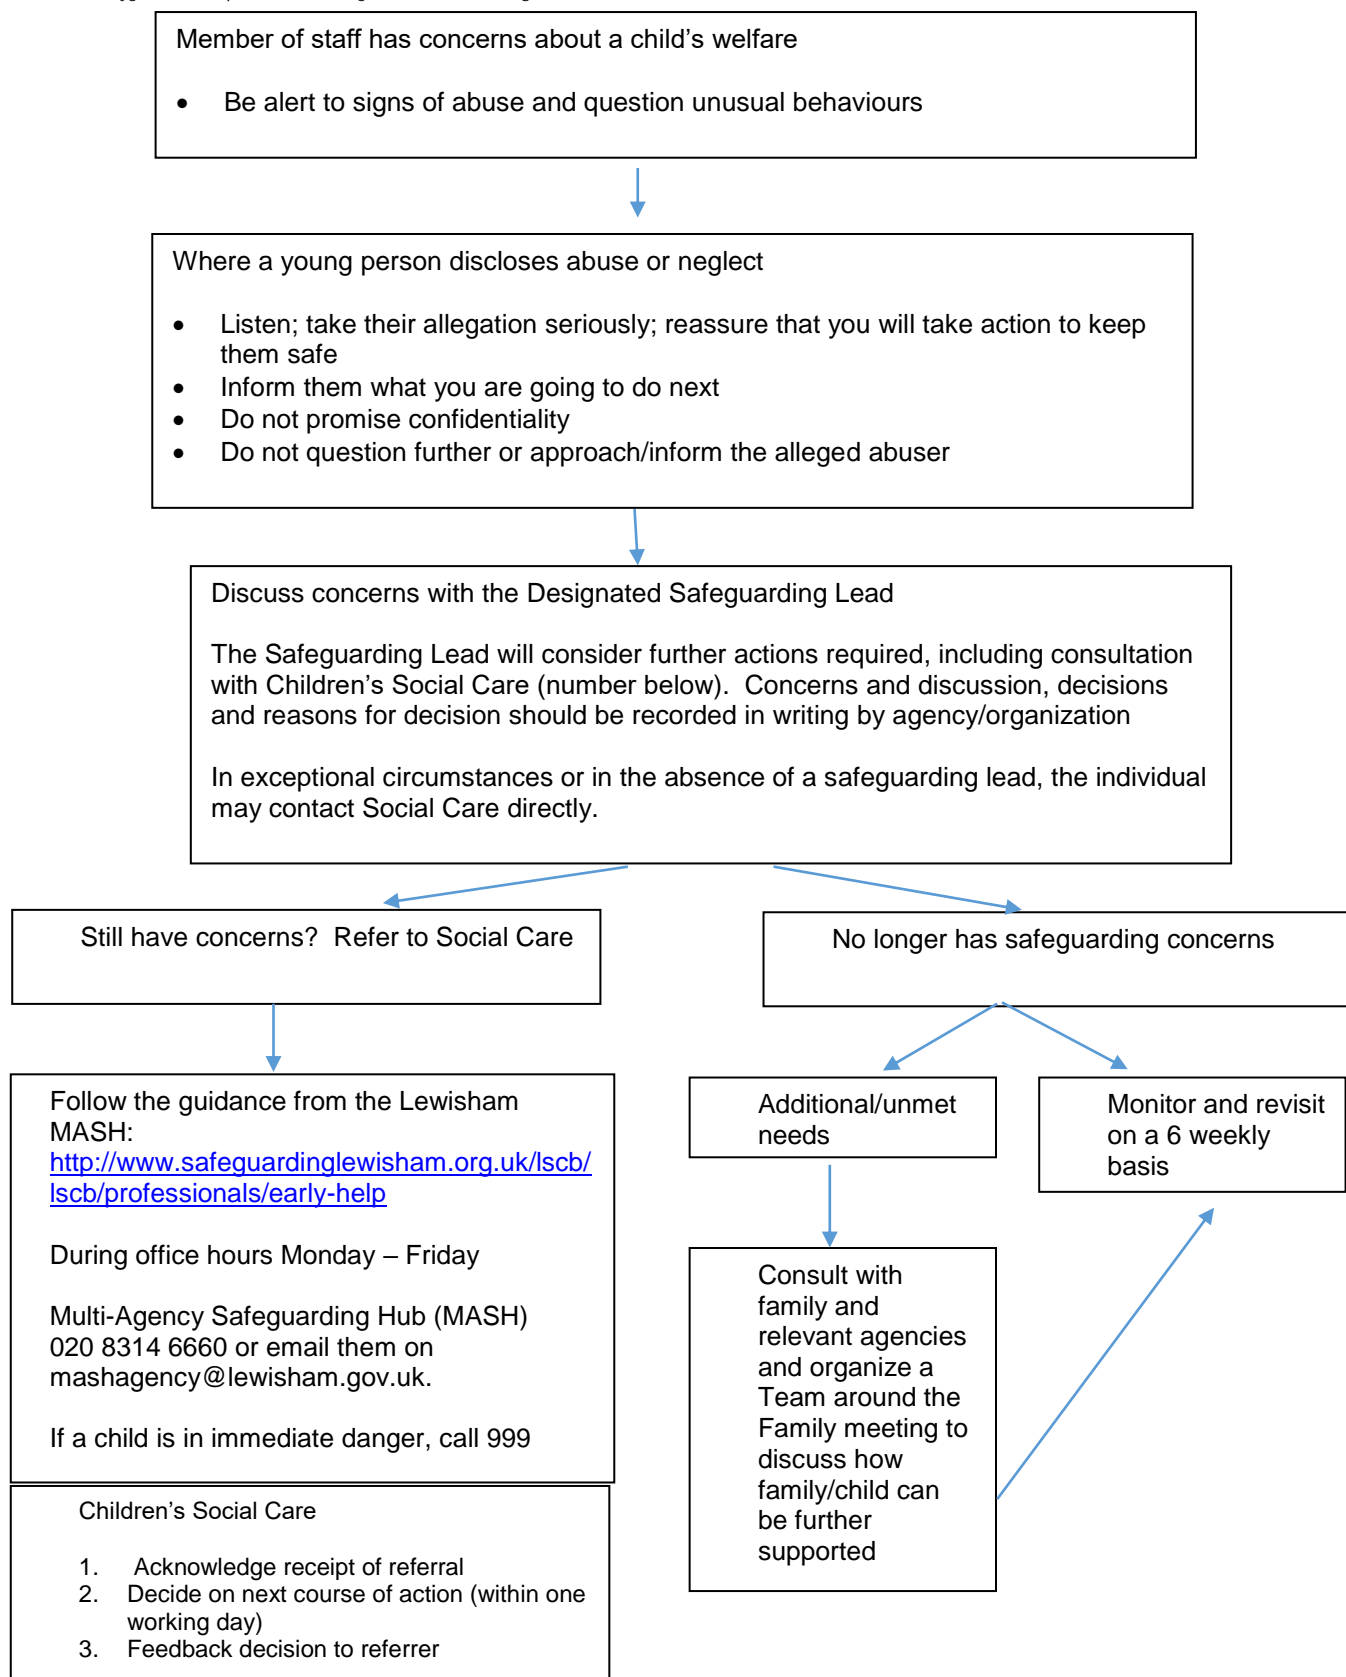 Member of staff has concerns about a child’s welfare
• Be alert to signs of abuse and question unusual behaviours
Where a young person discloses abuse or neglect
• Listen; take their allegation seriously; reassure that you will take action to keep
them safe
• Inform them what you are going to do next
• Do not promise confidentiality
• Do not question further or approach/inform the alleged abuser
Discuss concerns with the Designated Safeguarding Lead
The Safeguarding Lead will consider further actions required, including consultation
with Children’s Social Care (number below).  Concerns and discussion, decisions
and reasons for decision should be recorded in writing by agency/organization
In exceptional circumstances or in the absence of a safeguarding lead, the individual
may contact Social Care directly.
Still have concerns?  Refer to Social Care
No longer has safeguarding concerns
Follow the guidance from the Lewisham
MASH:
http://www.safeguardinglewisham.org.uk/lscb/
lscb/professionals/early-help
During office hours Monday – Friday
Multi-Agency Safeguarding Hub (MASH)
020 8314 6660 or email them on
mashagency@lewisham.gov.uk.
If a child is in immediate danger, call 999
Children’s Social Care
1. Acknowledge receipt of referral
2. Decide on next course of action (within one
working day)
3. Feedback decision to referrer
Additional/unmet
needs
Monitor and revisit
on a 6 weekly
basis
Consult with
family and
relevant agencies
and organize a
Team around the
Family meeting to
discuss how
family/child can
be further
supported